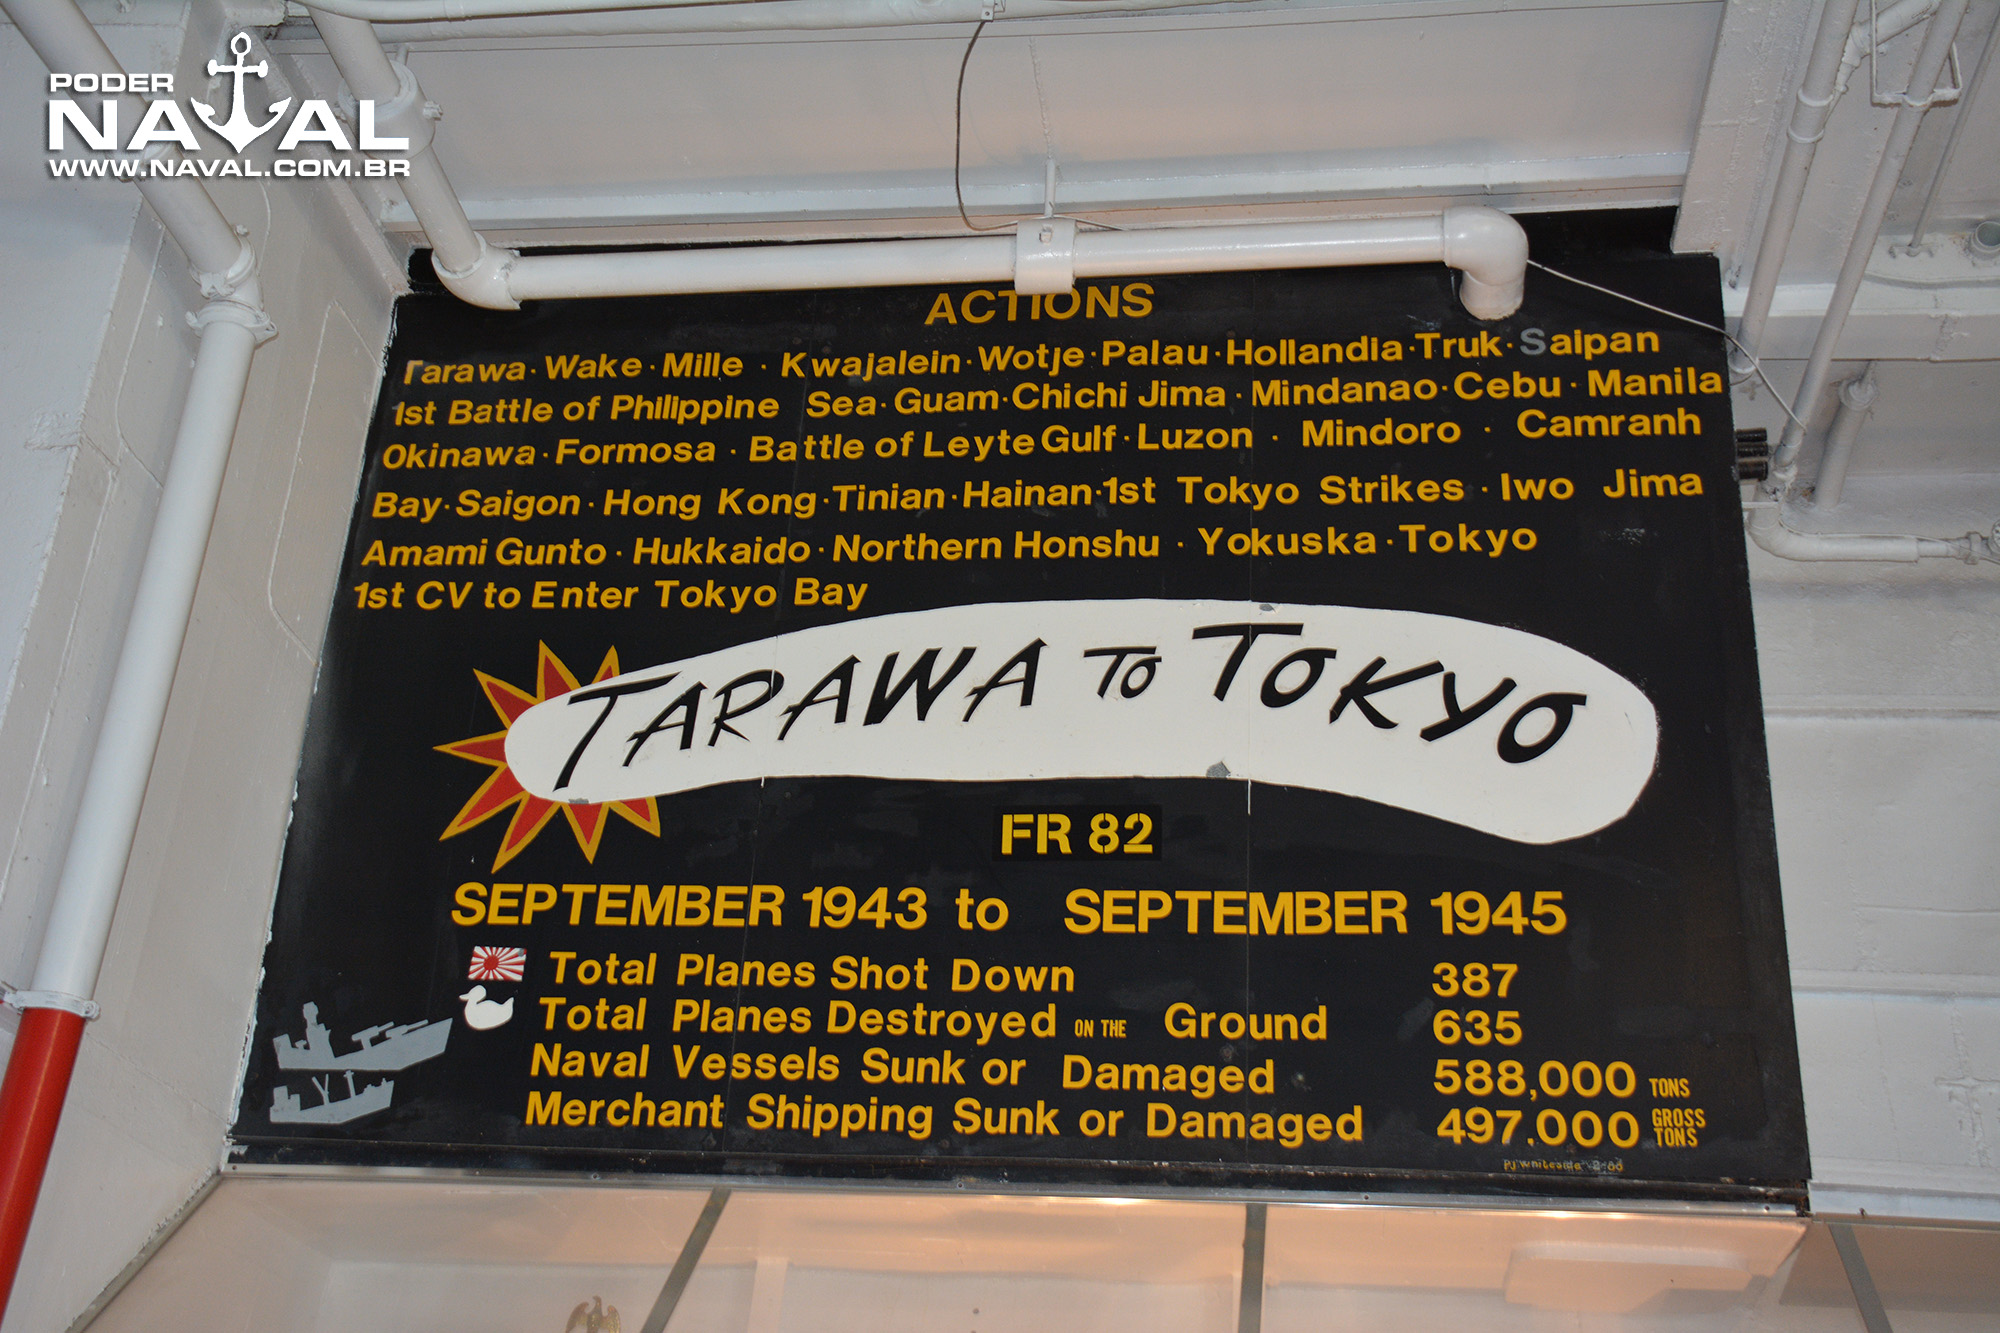 PODER
NAVAL
WWW.NAVAL.COM.BR
ACTIONS
Tarawa · Wake · Mille · Kwajalein · Wotje · Palau · Hollandia · Truk · Saipan
1st Battle of Philippine Sea · Guam · Chichi Jima · Mindanao · Cebu · Manila
Okinawa · Formosa · Battle of Leyte Gulf · Luzon · Mindoro · Camranh
Bay · Saigon · Hong Kong · Tinian · Hainan · 1st Tokyo Strikes · Iwo Jima
Amami Gunto · Hukkaido · Northern Honshu · Yokuska · Tokyo
1st CV to Enter Tokyo Bay
TARAWA TO TOKYO
FR 82
SEPTEMBER 1943 to SEPTEMBER 1945
Total Planes Shot Down 387
Total Planes Destroyed ON THE Ground 635
Naval Vessels Sunk or Damaged 588,000 TONS
Merchant Shipping Sunk or Damaged 497,000 GROSS TONS
PJ Whiteside